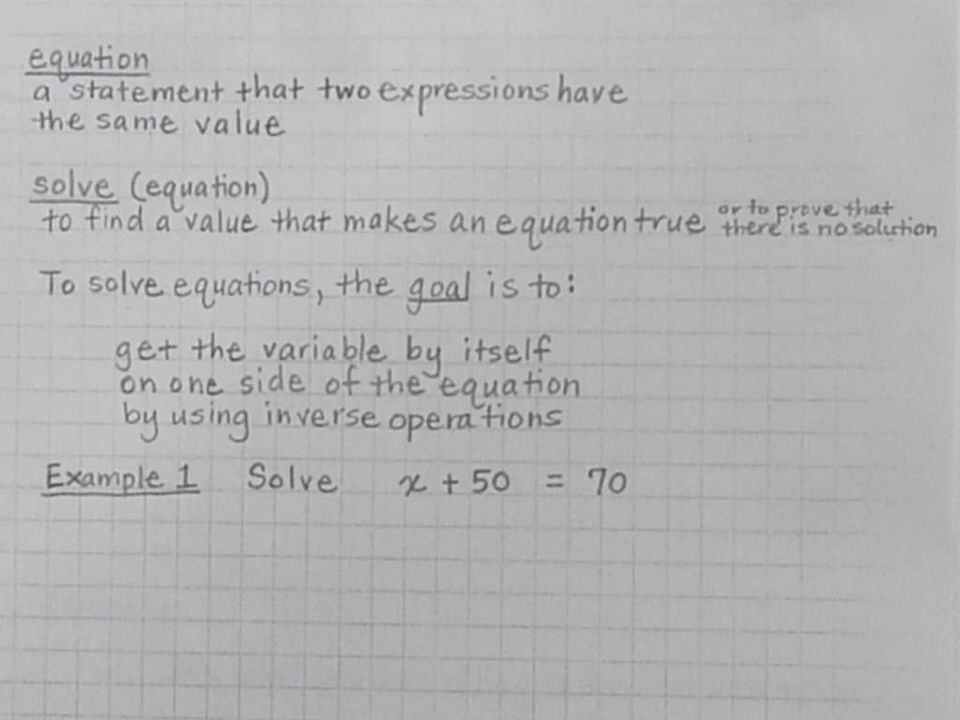 equation
a statement that two expressions have
the same value
solve (equation)
to find a value that makes an equation true or to prove that
there is no solution
To solve equations, the goal is to:
get the variable by itself
on one side of the equation
by using inverse operations
Example 1 Solve x + 50 = 70